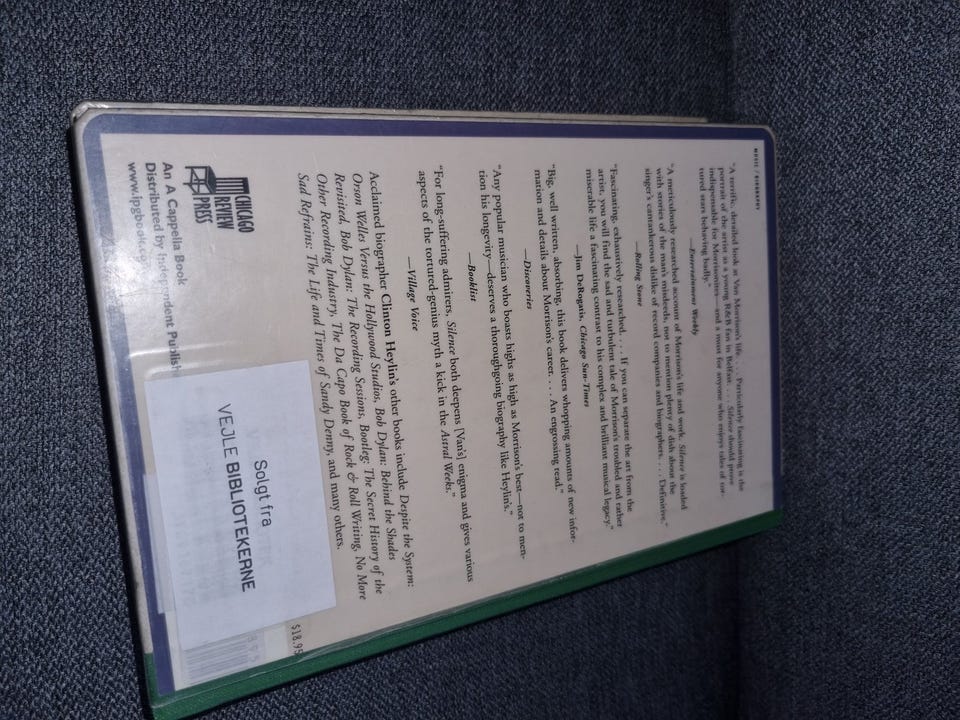 MUSIC / BIOGRAPHY
"A terrific, detailed look at Van Morrison's life. . . . Particularly fascinating is the
portrait of the artist as a young R&B fan in Belfast. . . . Silence should prove
indispensable for Morrisonites—and a must for anyone who enjoys tales of tor-
tured stars behaving badly."
—Entertainment Weekly
"A meticulously researched account of Morrison's life and work. Silence is loaded
with stories of the man's misdeeds, not to mention plenty of dish about the
singer's cantankerous dislike of record companies and biographers. . . . Definitive."
—Rolling Stone
"Fascinating, exhaustively researched . . . If you can separate the art from the
artist, you will find the sad and turbulent tale of Morrison's troubled and rather
miserable life a fascinating contrast to his complex and brilliant musical legacy."
—Jim DeRogatis, Chicago Sun-Times
"Big, well written, absorbing, this book delivers whopping amounts of new infor-
mation and details about Morrison's career. . . . An engrossing read."
—Discoveries
"Any popular musician who boasts highs as high as Morrison's best—not to men-
tion his longevity—deserves a thoroughgoing biography like Heylin's."
—Booklist
"For long-suffering admirers, Silence both deepens [Van's] enigma and gives various
aspects of the tortured-genius myth a kick in the Astral Weeks."
—Village Voice
Acclaimed biographer Clinton Heylin's other books include Despite the System:
Orson Welles Versus the Hollywood Studios, Bob Dylan: Behind the Shades
Revisited, Bob Dylan: The Recording Sessions, Bootleg: The Secret History of the
Other Recording Industry, The Da Capo Book of Rock & Roll Writing, No More
Sad Refrains: The Life and Times of Sandy Denny, and many others.
CHICAGO
REVIEW
PRESS
An A Cappella Book
Distributed by Independent Publish
www.ipgbook.co
$18.95
Solgt fra
VEJLE BIBLIOTEKERNE